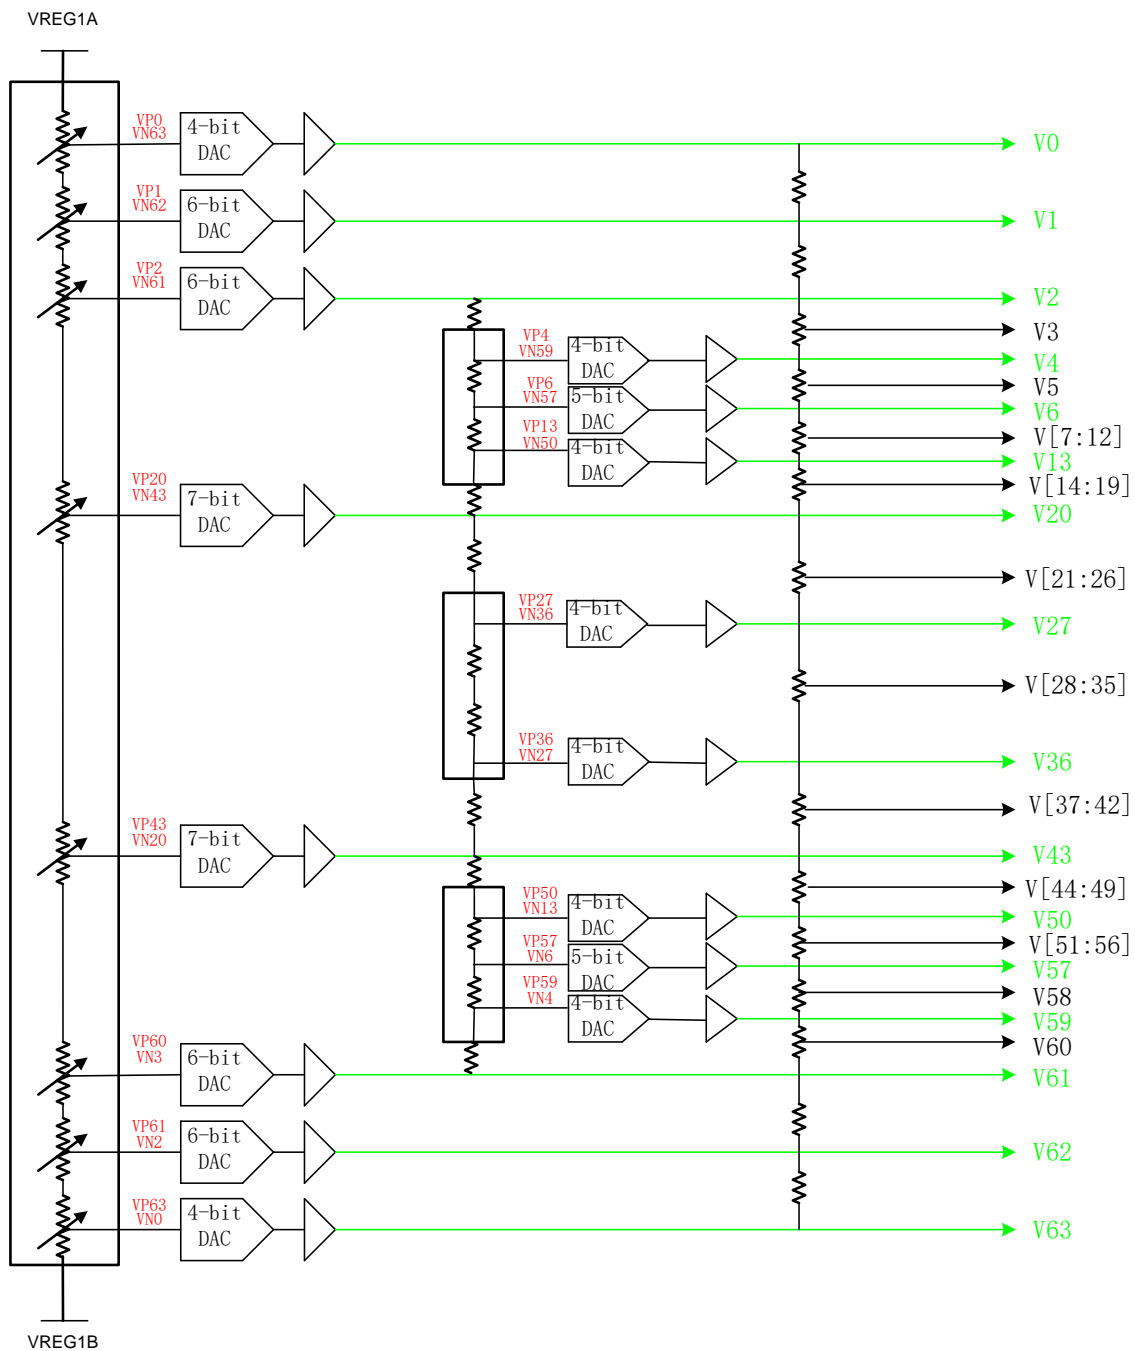 VREG1A
VP0
VN63
4-bit
DAC
V0
VP1
VN62
6-bit
DAC
V1
VP2
VN61
6-bit
DAC
V2
V3
VP4
VN59
4-bit
DAC
V4
V5
VP6
VN57
5-bit
DAC
V6
V[7:12]
VP13
VN50
4-bit
DAC
V13
V[14:19]
VP20
VN43
7-bit
DAC
V20
V[21:26]
VP27
VN36
4-bit
DAC
V27
V[28:35]
VP36
VN27
4-bit
DAC
V36
V[37:42]
VP43
VN20
7-bit
DAC
V43
V[44:49]
VP50
VN13
4-bit
DAC
V50
V[51:56]
VP57
VN6
5-bit
DAC
V57
V58
VP59
VN4
4-bit
DAC
V59
V60
VP60
VN3
6-bit
DAC
V61
VP61
VN2
6-bit
DAC
V62
VP63
VN0
4-bit
DAC
V63
VREG1B